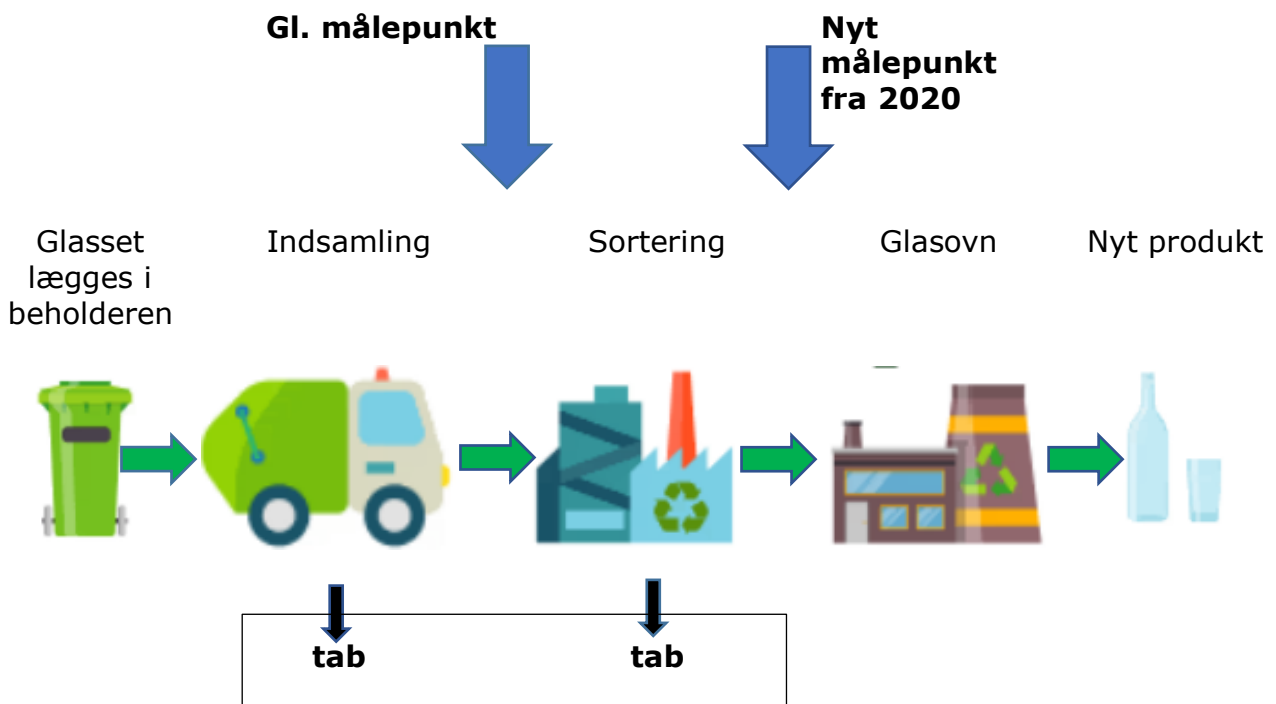 Gl. målepunkt
Nyt
målepunkt
fra 2020
Glasset
lægges i
beholderen
Indsamling
Sortering
Glasovn
Nyt produkt
tab
tab